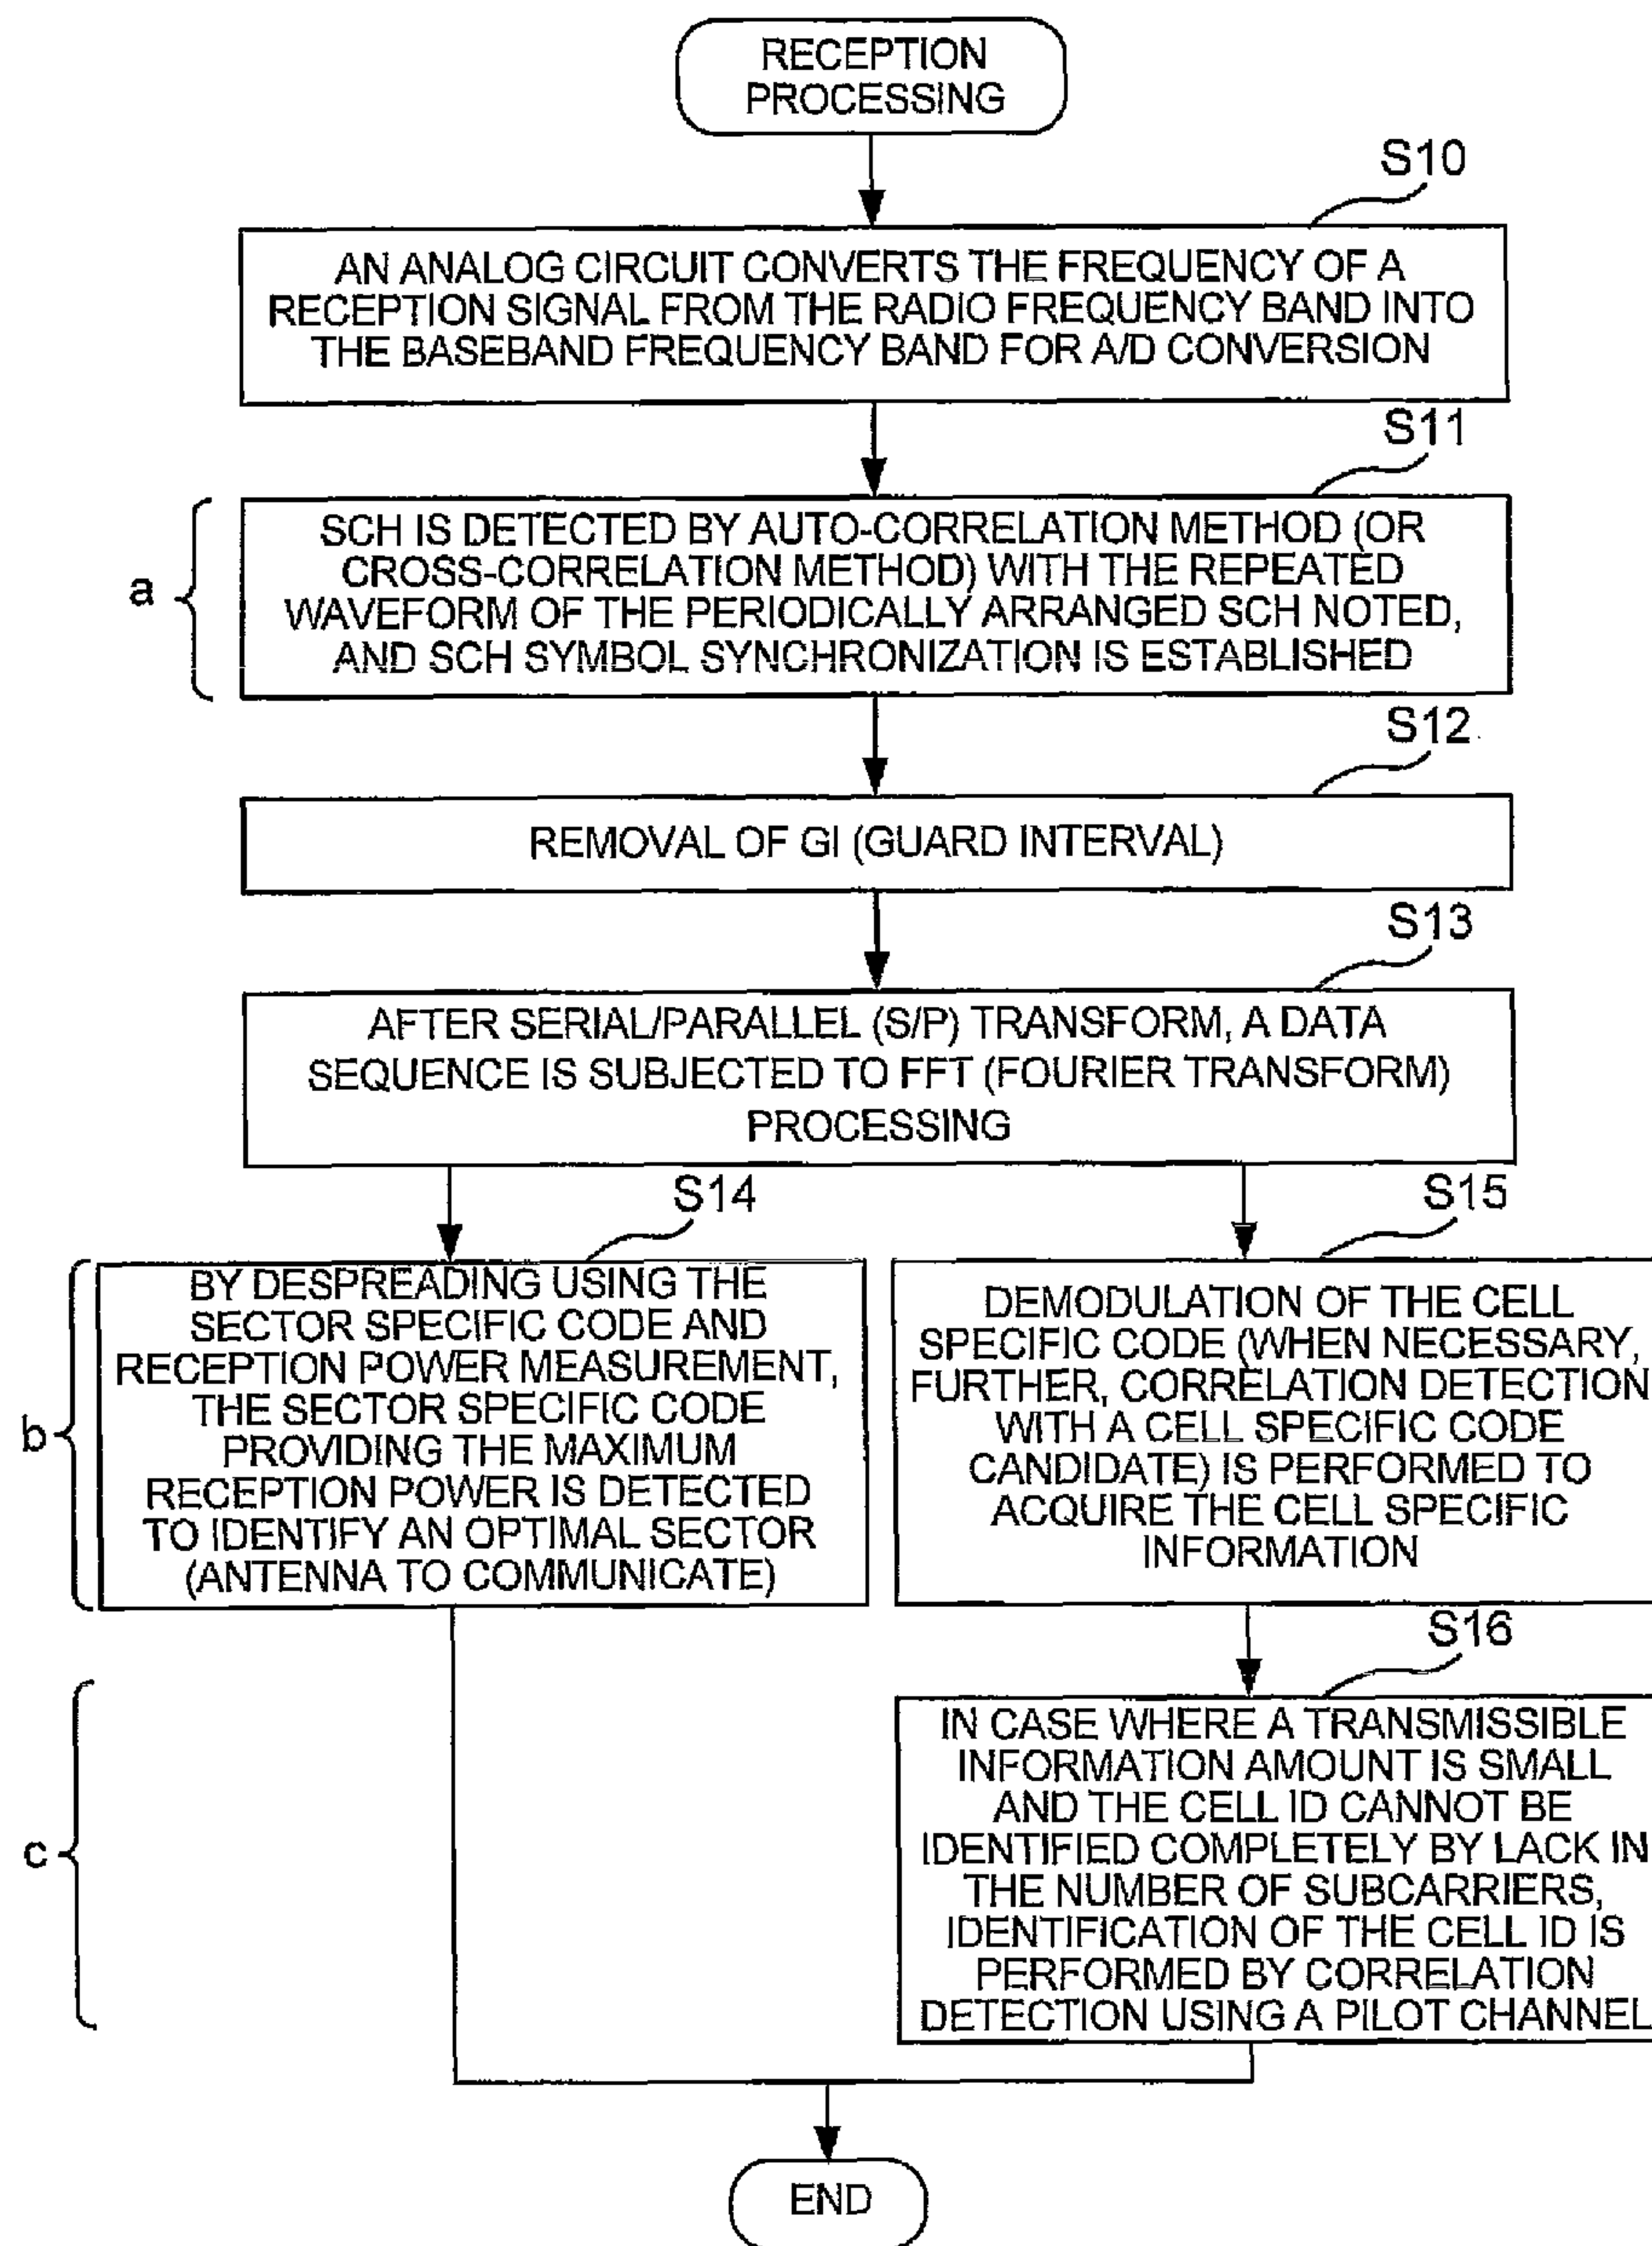 RECEPTION
PROCESSING
S10
AN ANALOG CIRCUIT CONVERTS THE FREQUENCY OF A
RECEPTION SIGNAL FROM THE RADIO FREQUENCY BAND INTO
THE BASEBAND FREQUENCY BAND FOR A/D CONVERSION
S11
a
SCH IS DETECTED BY AUTO-CORRELATION METHOD (OR
CROSS-CORRELATION METHOD) WITH THE REPEATED
WAVEFORM OF THE PERIODICALLY ARRANGED SCH NOTED,
AND SCH SYMBOL SYNCHRONIZATION IS ESTABLISHED
S12
REMOVAL OF GI (GUARD INTERVAL)
S13
AFTER SERIAL/PARALLEL (S/P) TRANSFORM, A DATA
SEQUENCE IS SUBJECTED TO FFT (FOURIER TRANSFORM)
PROCESSING
S14
b
BY DESPREADING USING THE
SECTOR SPECIFIC CODE AND
RECEPTION POWER MEASUREMENT,
THE SECTOR SPECIFIC CODE
PROVIDING THE MAXIMUM
RECEPTION POWER IS DETECTED
TO IDENTIFY AN OPTIMAL SECTOR
(ANTENNA TO COMMUNICATE)
S15
DEMODULATION OF THE CELL
SPECIFIC CODE (WHEN NECESSARY,
FURTHER, CORRELATION DETECTION
WITH A CELL SPECIFIC CODE
CANDIDATE) IS PERFORMED TO
ACQUIRE THE CELL SPECIFIC
INFORMATION
S16
c
IN CASE WHERE A TRANSMISSIBLE
INFORMATION AMOUNT IS SMALL
AND THE CELL ID CANNOT BE
IDENTIFIED COMPLETELY BY LACK IN
THE NUMBER OF SUBCARRIERS,
IDENTIFICATION OF THE CELL ID IS
PERFORMED BY CORRELATION
DETECTION USING A PILOT CHANNEL
END